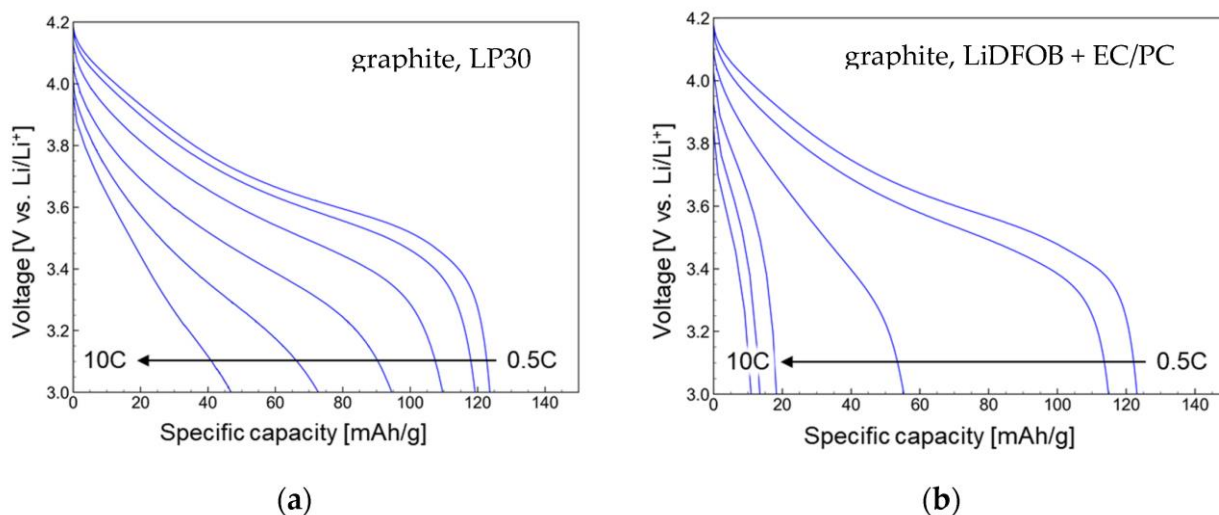 graphite, LP30
4.2
4.0
3.8
3.6
3.4
3.2
3.0
Voltage [V vs. Li/Li⁺]
10C
0.5C
0 20 40 60 80 100 120 140
Specific capacity [mAh/g]
(a)
graphite, LiDFOB + EC/PC
4.2
4.0
3.8
3.6
3.4
3.2
3.0
Voltage [V vs. Li/Li⁺]
10C
0.5C
0 20 40 60 80 100 120 140
Specific capacity [mAh/g]
(b)